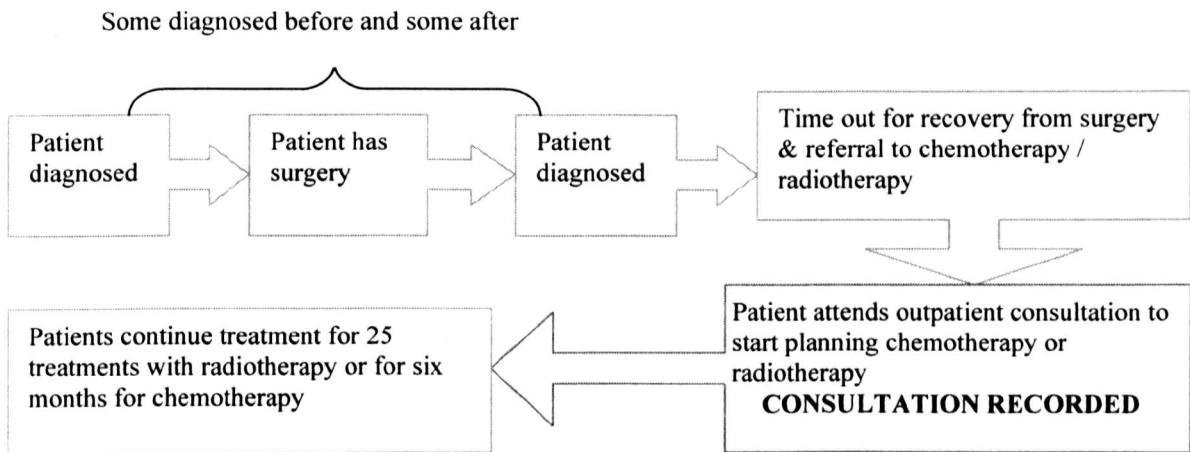 Some diagnosed before and some after
Patient
diagnosed
Patient has
surgery
Patient
diagnosed
Time out for recovery from surgery
& referral to chemotherapy /
radiotherapy
Patient attends outpatient consultation to
start planning chemotherapy or
radiotherapy
CONSULTATION RECORDED
Patients continue treatment for 25
treatments with radiotherapy or for six
months for chemotherapy